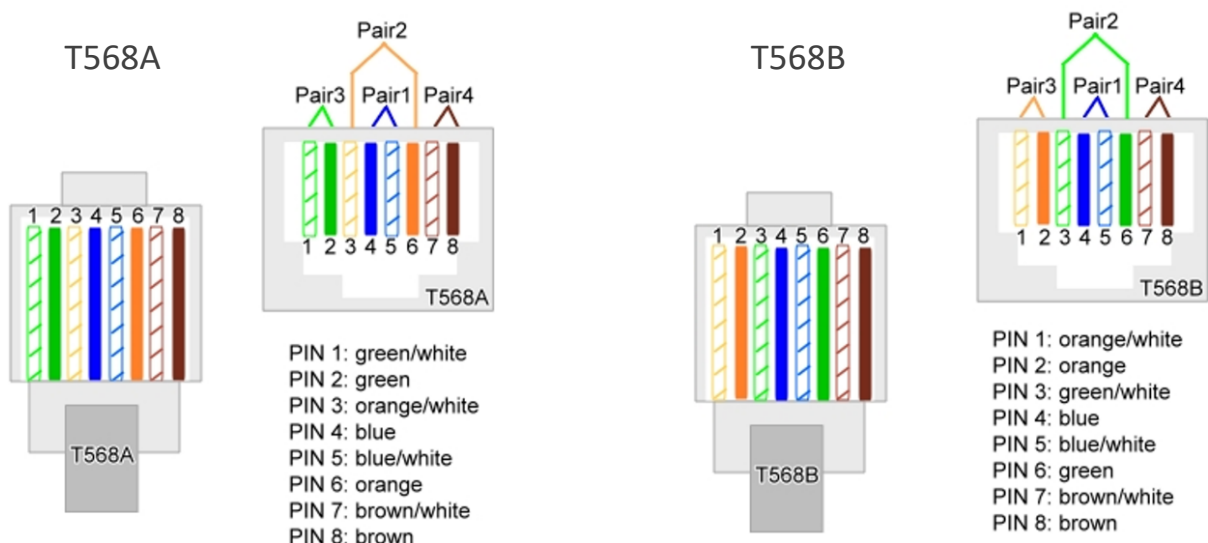 T568A
1 2 3 4 5 6 7 8
T568A
Pair2
Pair3 Pair1 Pair4
1 2 3 4 5 6 7 8
T568A
PIN 1: green/white
PIN 2: green
PIN 3: orange/white
PIN 4: blue
PIN 5: blue/white
PIN 6: orange
PIN 7: brown/white
PIN 8: brown
T568B
1 2 3 4 5 6 7 8
T568B
Pair2
Pair3 Pair1 Pair4
1 2 3 4 5 6 7 8
T568B
PIN 1: orange/white
PIN 2: orange
PIN 3: green/white
PIN 4: blue
PIN 5: blue/white
PIN 6: green
PIN 7: brown/white
PIN 8: brown